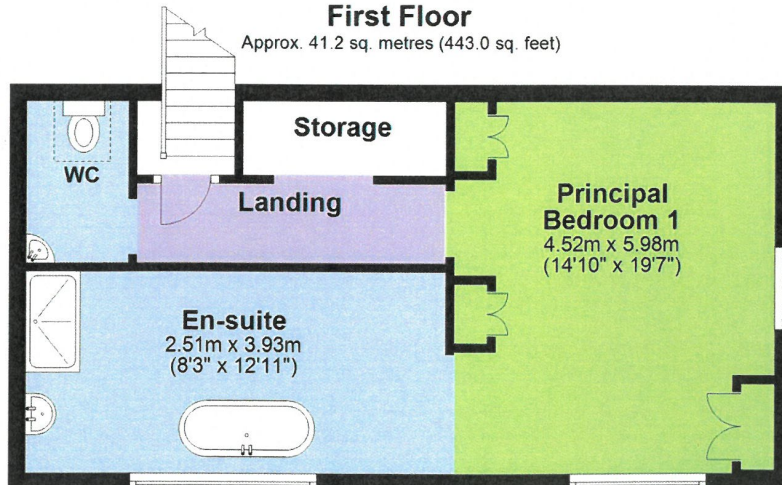 First Floor
Approx. 41.2 sq. metres (443.0 sq. feet)
Storage
WC
Landing
Principal
Bedroom 1
4.52m x 5.98m
(14'10" x 19'7")
En-suite
2.51m x 3.93m
(8'3" x 12'11")